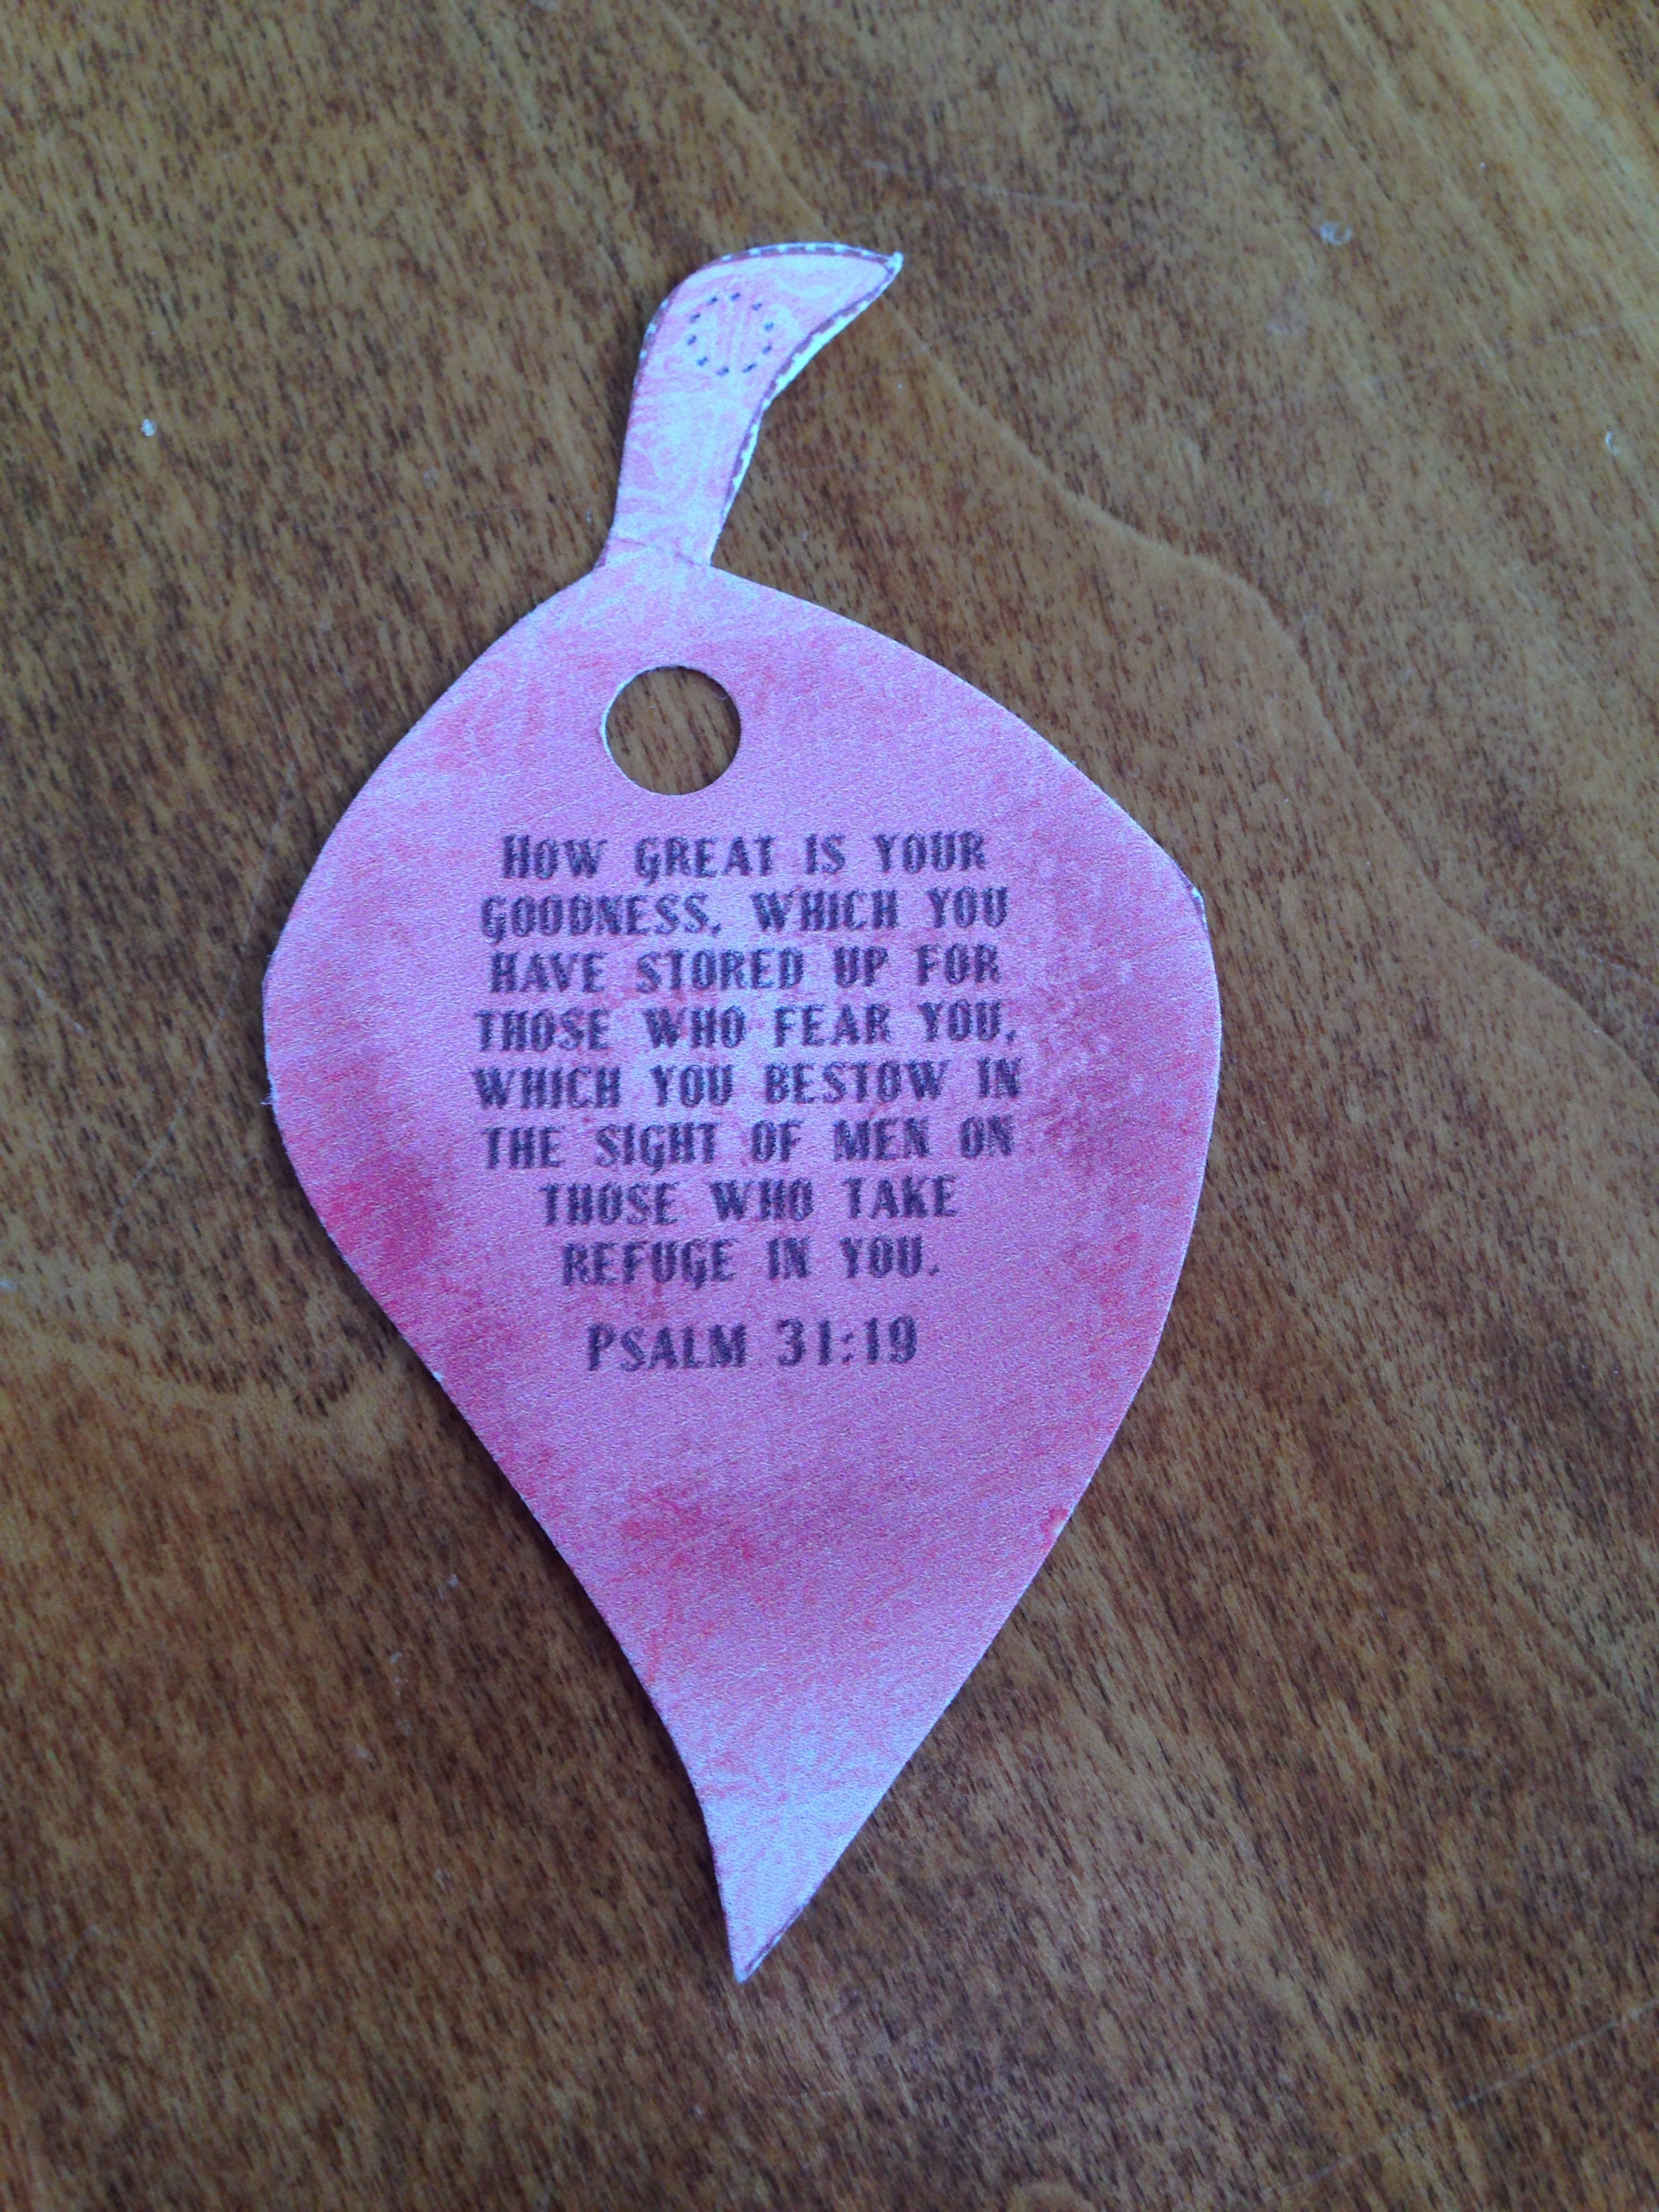 How great is your
goodness, which you
have stored up for
those who fear you,
which you bestow in
the sight of men on
those who take
refuge in you.
Psalm 31:19